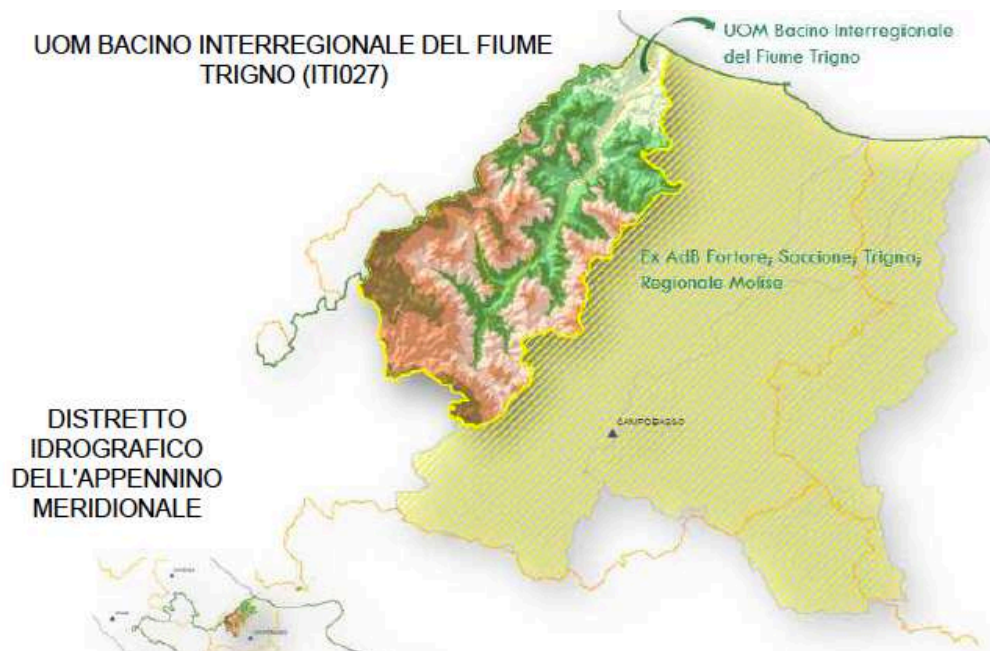 UOM BACINO INTERREGIONALE DEL FIUME
TRIGNO (ITI027)
UOM Bacino Interregionale
del Fiume Trigno
Ex AdB Fortore, Saccione, Trigno,
Regionale Molise
CAMPOBASSO
DISTRETTO
IDROGRAFICO
DELL'APPENNINO
MERIDIONALE